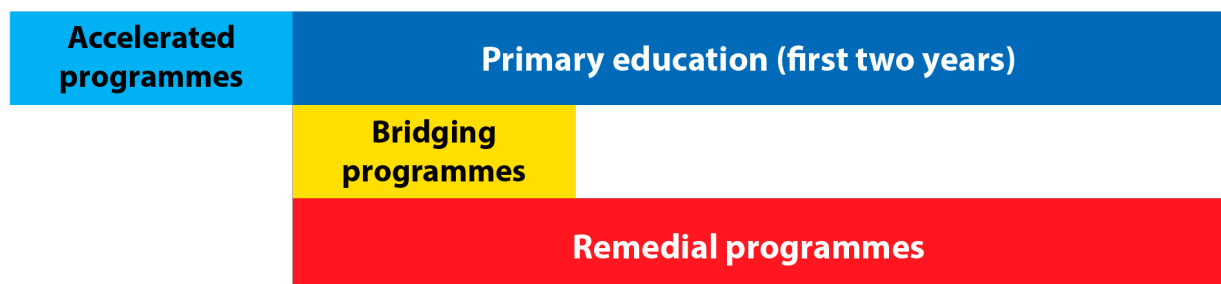 Accelerated
programmes
Primary education (first two years)
Bridging
programmes
Remedial programmes